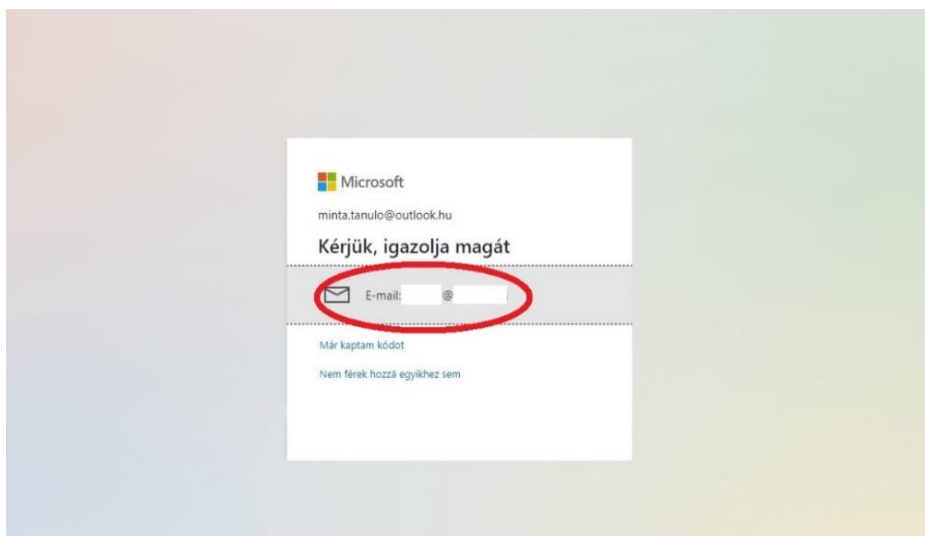 Microsoft
minta.tanulo@outlook.hu
Kérjük, igazolja magát
E-mail: @
Már kaptam kódot
Nem férek hozzá egyikhez sem